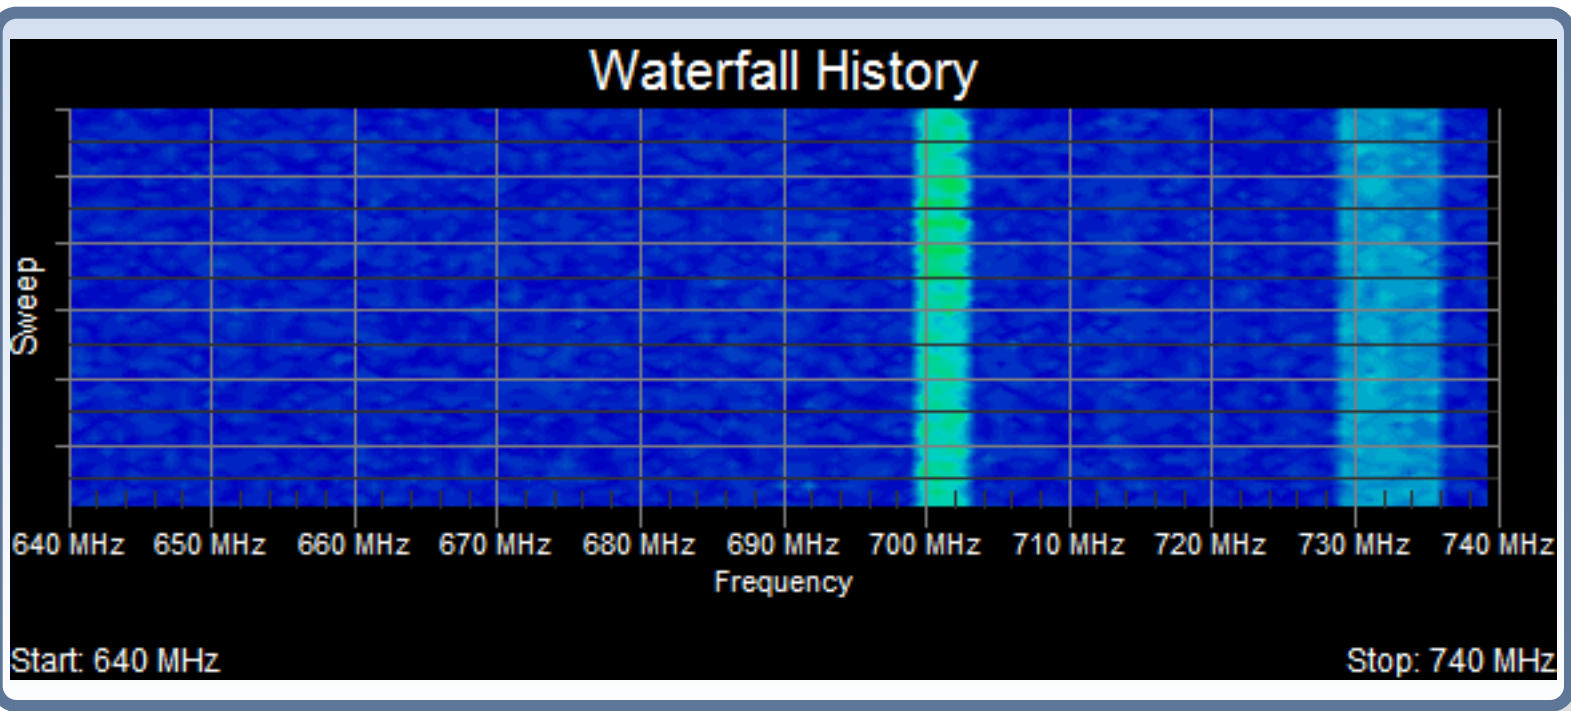 Waterfall History
Sweep
640 MHz 650 MHz 660 MHz 670 MHz 680 MHz 690 MHz 700 MHz 710 MHz 720 MHz 730 MHz 740 MHz
Frequency
Start: 640 MHz Stop: 740 MHz